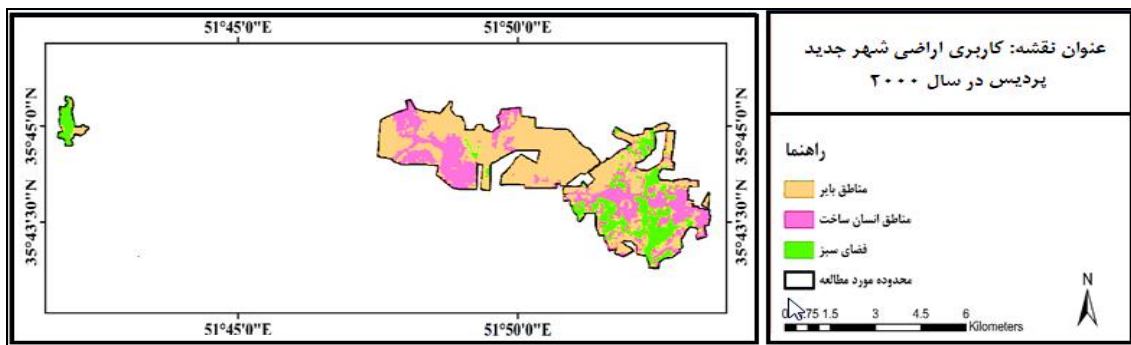 51°45'0"E
51°50'0"E
35°45'0"N
35°43'30"N
35°45'0"N
35°43'30"N
51°45'0"E
51°50'0"E
عنوان نقشه: کاربری اراضی شهر جدید
پردیس در سال ۲۰۰۰
راهنما
مناطق بایر
مناطق انسان ساخت
فضای سبز
محدوده مورد مطالعه
N
0 .75 1.5 3 4.5 6
Kilometers